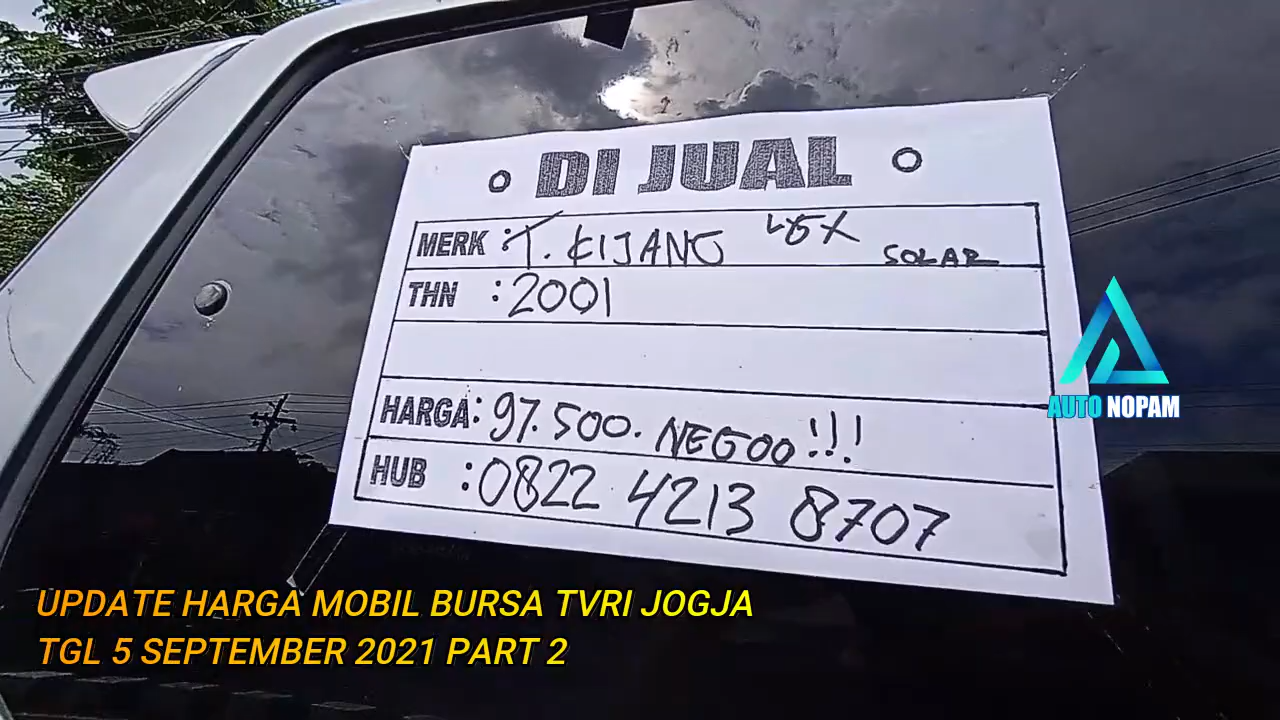 DI JUAL
MERK : T. KIJANG LGX SOLAR
THN : 2001
HARGA : 97.500. NEGOO !!!
HUB : 0822 4213 8707
AUTO NOPAM
UPDATE HARGA MOBIL BURSA TVRI JOGJA
TGL 5 SEPTEMBER 2021 PART 2